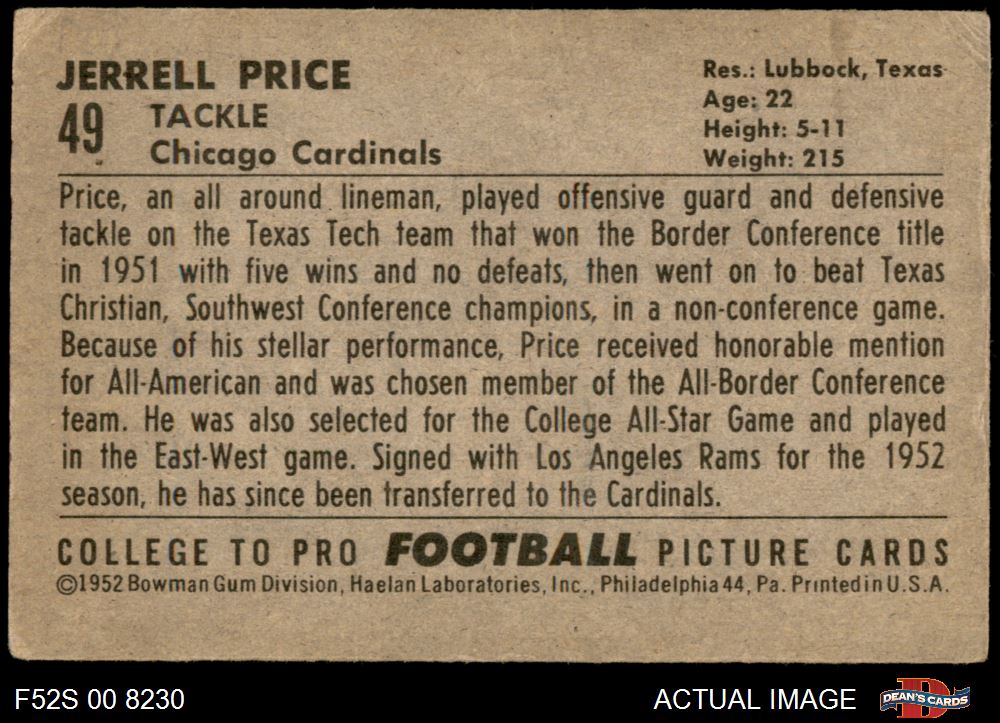 JERRELL PRICE
49
TACKLE
Chicago Cardinals
Res.: Lubbock, Texas
Age: 22
Height: 5-11
Weight: 215
Price, an all around lineman, played offensive guard and defensive
tackle on the Texas Tech team that won the Border Conference title
in 1951 with five wins and no defeats, then went on to beat Texas
Christian, Southwest Conference champions, in a non-conference game.
Because of his stellar performance, Price received honorable mention
for All-American and was chosen member of the All-Border Conference
team. He was also selected for the College All-Star Game and played
in the East-West game. Signed with Los Angeles Rams for the 1952
season, he has since been transferred to the Cardinals.
COLLEGE TO PRO FOOTBALL PICTURE CARDS
©1952 Bowman Gum Division, Haelan Laboratories, Inc., Philadelphia 44, Pa. Printed in U.S.A.
F52S 00 8230
ACTUAL IMAGE
D
DEAN'S CARDS